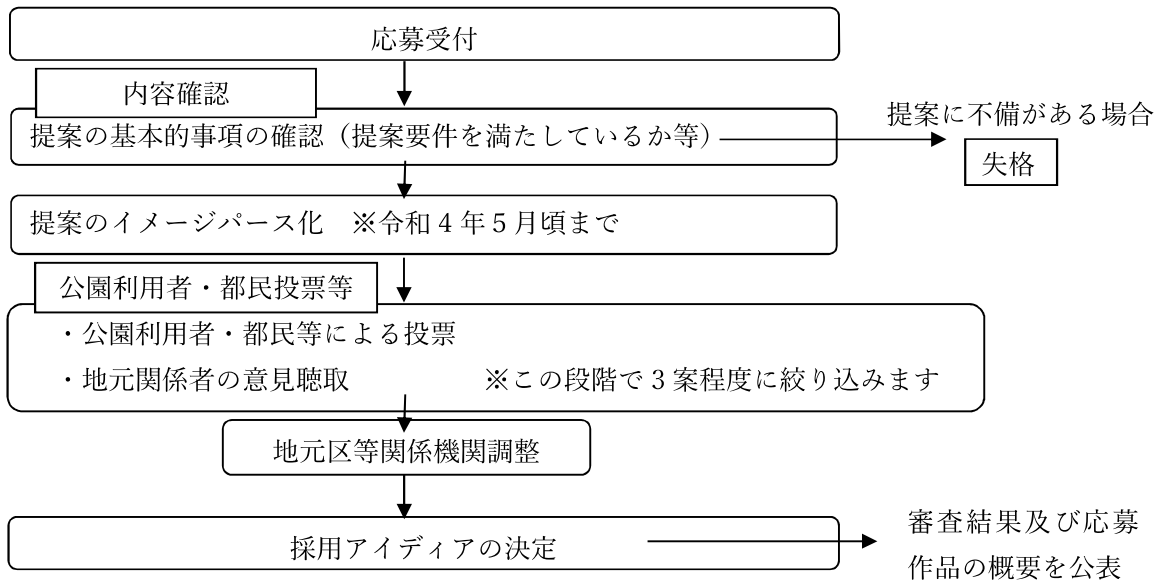 応募受付
内容確認
提案の基本的事項の確認（提案要件を満たしているか等）
提案に不備がある場合
失格
提案のイメージパース化　※令和４年５月頃まで
公園利用者・都民投票等
・公園利用者・都民等による投票
・地元関係者の意見聴取　※この段階で３案程度に絞り込みます
地元区等関係機関調整
採用アイディアの決定
審査結果及び応募
作品の概要を公表